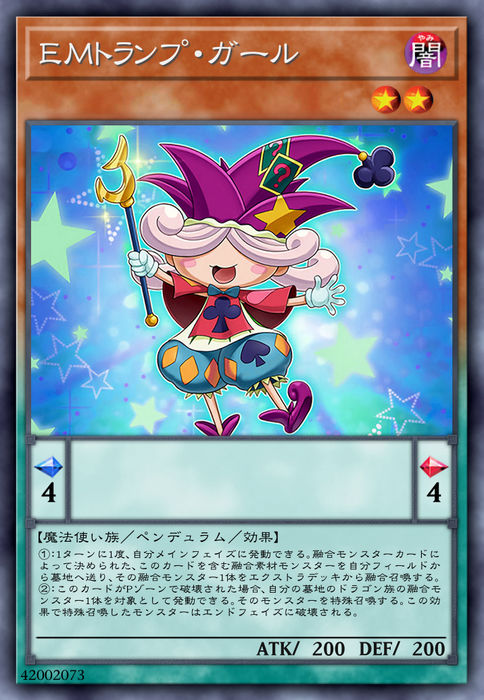 EMトランプ・ガール
やみ
闇
?
?
4
4
【魔法使い族／ペンデュラム／効果】
①:1ターンに1度、自分メインフェイズに発動できる。融合モンスターカードに
よって決められた、このカードを含む融合素材モンスターを自分フィールドか
ら墓地へ送り、その融合モンスター1体をエクストラデッキから融合召喚する。
②:このカードがPゾーンで破壊された場合、自分の墓地のドラゴン族の融合モ
ンスター1体を対象として発動できる。そのモンスターを特殊召喚する。この効
果で特殊召喚したモンスターはエンドフェイズに破壊される。
ATK/ 200 DEF/ 200
42002073